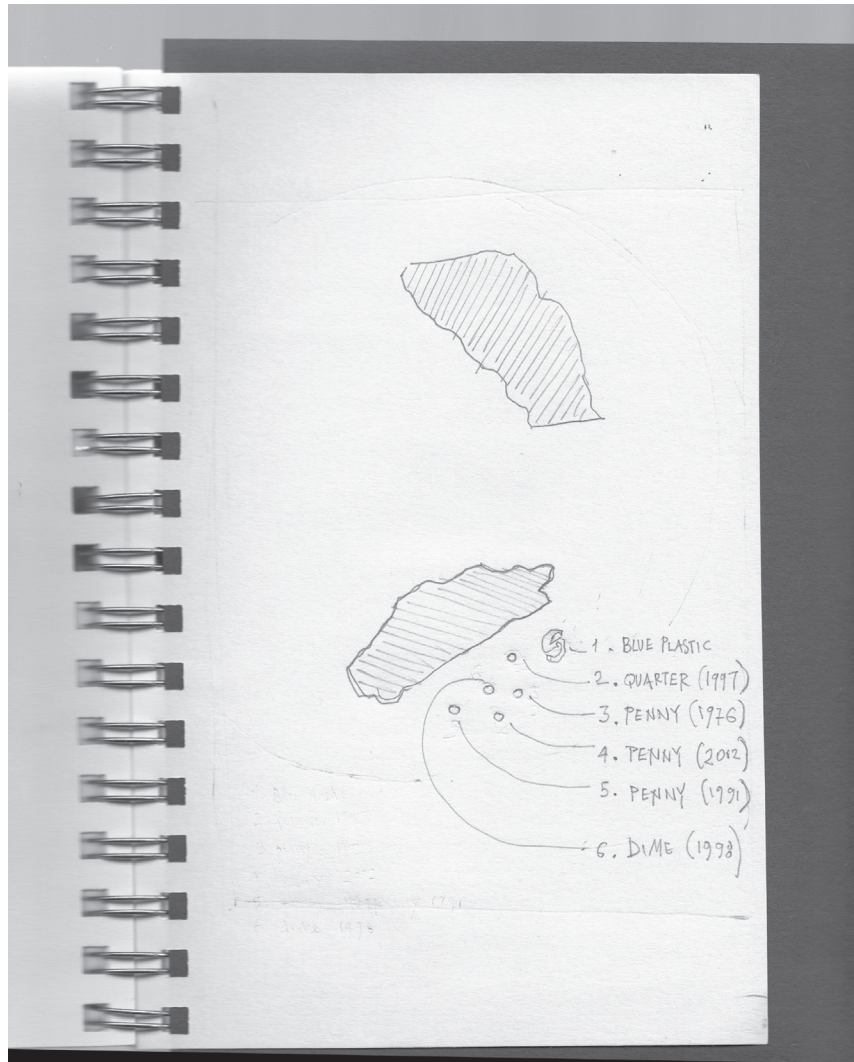 1. BLUE PLASTIC
2. QUARTER (1997)
3. PENNY (1976)
4. PENNY (2012)
5. PENNY (1991)
6. DIME (1998)